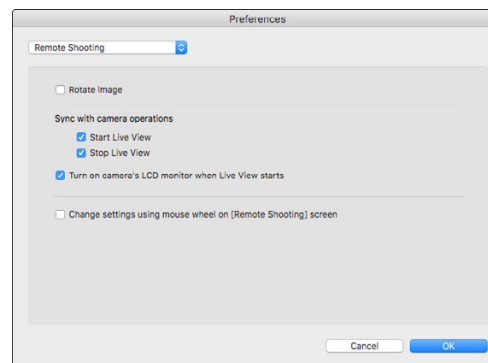 Preferences
Remote Shooting
Rotate Image
Sync with camera operations
Start Live View
Stop Live View
Turn on camera's LCD monitor when Live View starts
Change settings using mouse wheel on [Remote Shooting] screen
Cancel OK